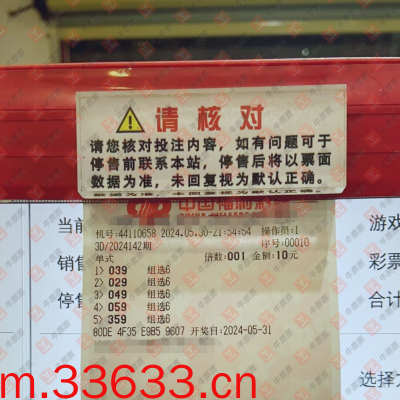 请核对
请您核对投注内容，如有问题可于
停售前联系本站，停售后将以票面
数据为准，未回复视为默认正确。
中国福利彩
机号:44110658 2024.05.30-21:54:54 操作员:1
3D/2024142期 序号:00010
单式 倍数:001 金额:10元
1> 039 组选6
2> 029 组选6
3> 049 组选6
4> 059 组选6
5> 359 组选6
80DE 4F35 E9B5 9607 开奖日:2024-05-31
当前
销售
停售
游戏
彩票
合计
选择方
m.33633.cn